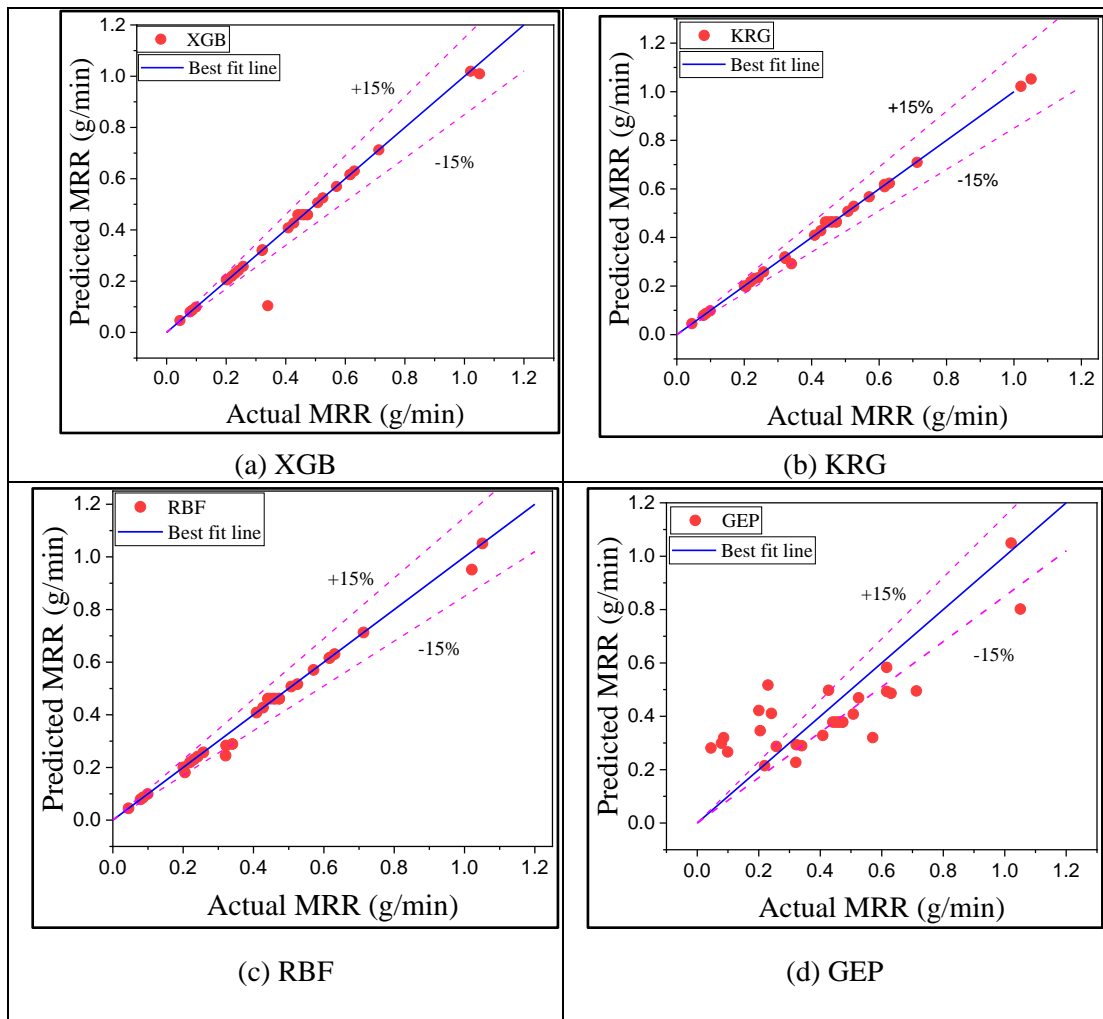 1.2
1.0
0.8
0.6
0.4
0.2
0.0
Predicted MRR (g/min)
XGB
Best fit line
+15%
-15%
0.0 0.2 0.4 0.6 0.8 1.0 1.2
Actual MRR (g/min)
(a) XGB
1.2
1.0
0.8
0.6
0.4
0.2
0.0
Predicted MRR (g/min)
KRG
Best fit line
+15%
-15%
0.0 0.2 0.4 0.6 0.8 1.0 1.2
Actual MRR (g/min)
(b) KRG
1.2
1.0
0.8
0.6
0.4
0.2
0.0
Predicted MRR (g/min)
RBF
Best fit line
+15%
-15%
0.0 0.2 0.4 0.6 0.8 1.0 1.2
Actual MRR (g/min)
(c) RBF
1.2
1.0
0.8
0.6
0.4
0.2
0.0
Predicted MRR (g/min)
GEP
Best fit line
+15%
-15%
0.0 0.2 0.4 0.6 0.8 1.0 1.2
Actual MRR (g/min)
(d) GEP